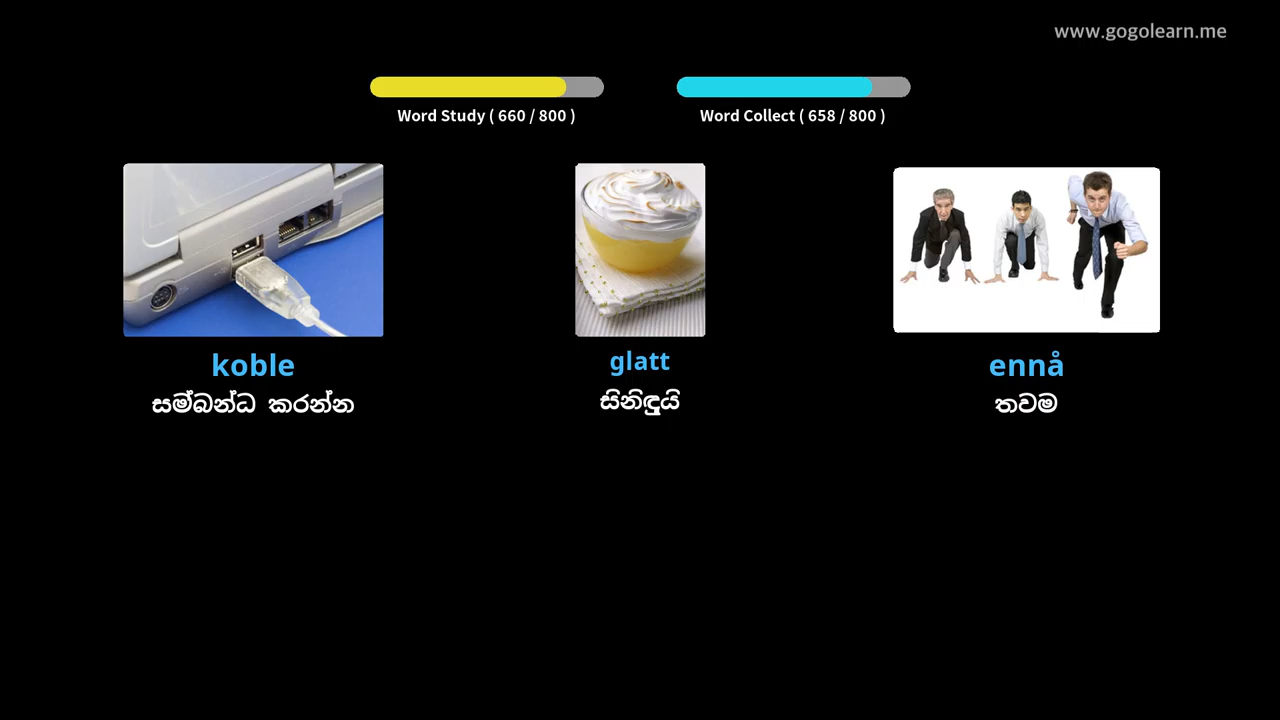 www.gogolearn.me
Word Study ( 660 / 800 )
Word Collect ( 658 / 800 )
koble
සම්බන්ධ කරන්න
glatt
සිනිඳුයි
ennå
තවම